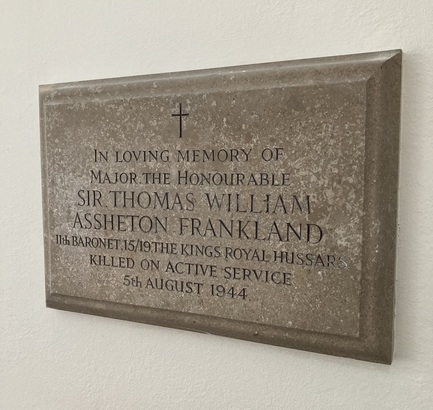 IN LOVING MEMORY OF
MAJOR THE HONOURABLE
SIR THOMAS WILLIAM
ASSHETON FRANKLAND
11th BARONET.15/19.THE KINGS ROYAL HUSSARS
KILLED ON ACTIVE SERVICE
5th AUGUST 1944